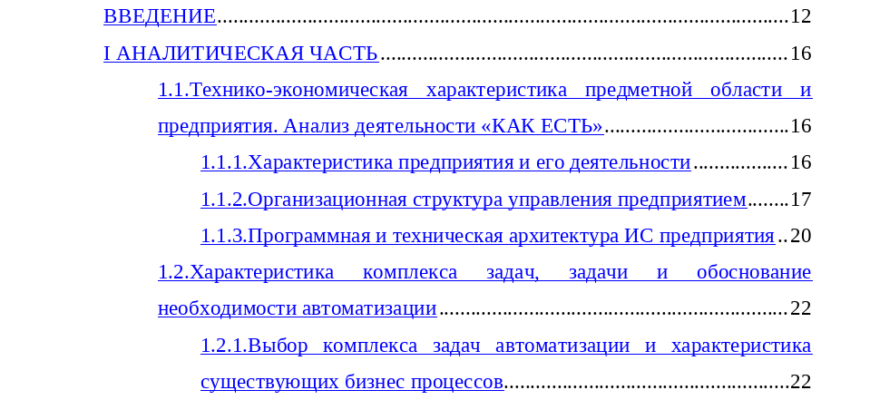 ВВЕДЕНИЕ.........................................................................................................12
I АНАЛИТИЧЕСКАЯ ЧАСТЬ............................................................................16
1.1.Технико-экономическая характеристика предметной области и
предприятия. Анализ деятельности «КАК ЕСТЬ»..................................16
1.1.1.Характеристика предприятия и его деятельности.................16
1.1.2.Организационная структура управления предприятием.......17
1.1.3.Программная и техническая архитектура ИС предприятия..20
1.2.Характеристика комплекса задач, задачи и обоснование
необходимости автоматизации.................................................................22
1.2.1.Выбор комплекса задач автоматизации и характеристика
существующих бизнес процессов.....................................................22